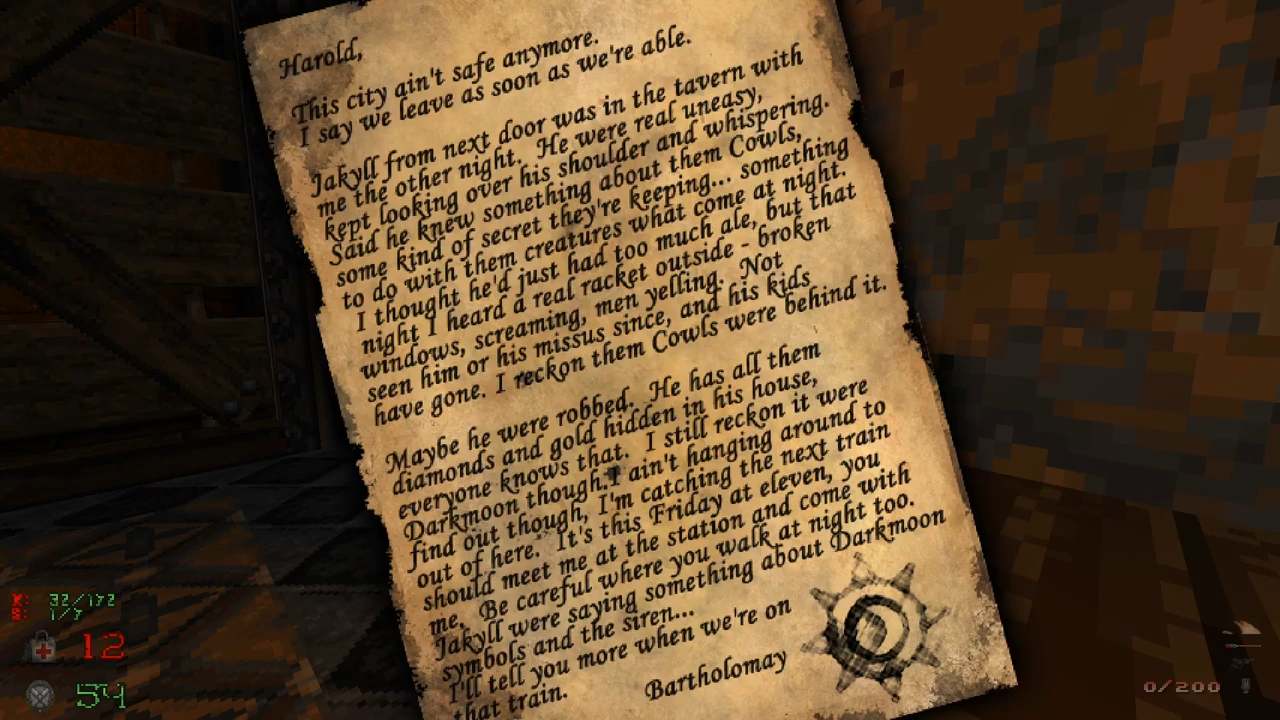 Harold,
This city ain't safe anymore.
I say we leave as soon as we're able.
Jakyll from next door was in the tavern with
me the other night. He were real uneasy,
kept looking over his shoulder and whispering.
Said he knew something about them Cowls,
some kind of secret they're keeping... something
to do with them creatures what come at night.
I thought he'd just had too much ale, but that
night I heard a real racket outside - broken
windows, screaming, men yelling. Not
seen him or his missus since, and his kids
have gone. I reckon them Cowls were behind it.
Maybe he were robbed. He has all them
diamonds and gold hidden in his house,
everyone knows that. I still reckon it were
Darkmoon though. I ain't hanging around to
find out though, I'm catching the next train
out of here. It's this Friday at eleven, you
should meet me at the station and come with
me. Be careful where you walk at night too.
Jakyll were saying something about Darkmoon
symbols and the siren...
I'll tell you more when we're on
that train.
Bartholomay
K: 32/172
S: 1/7
12
54
0/200